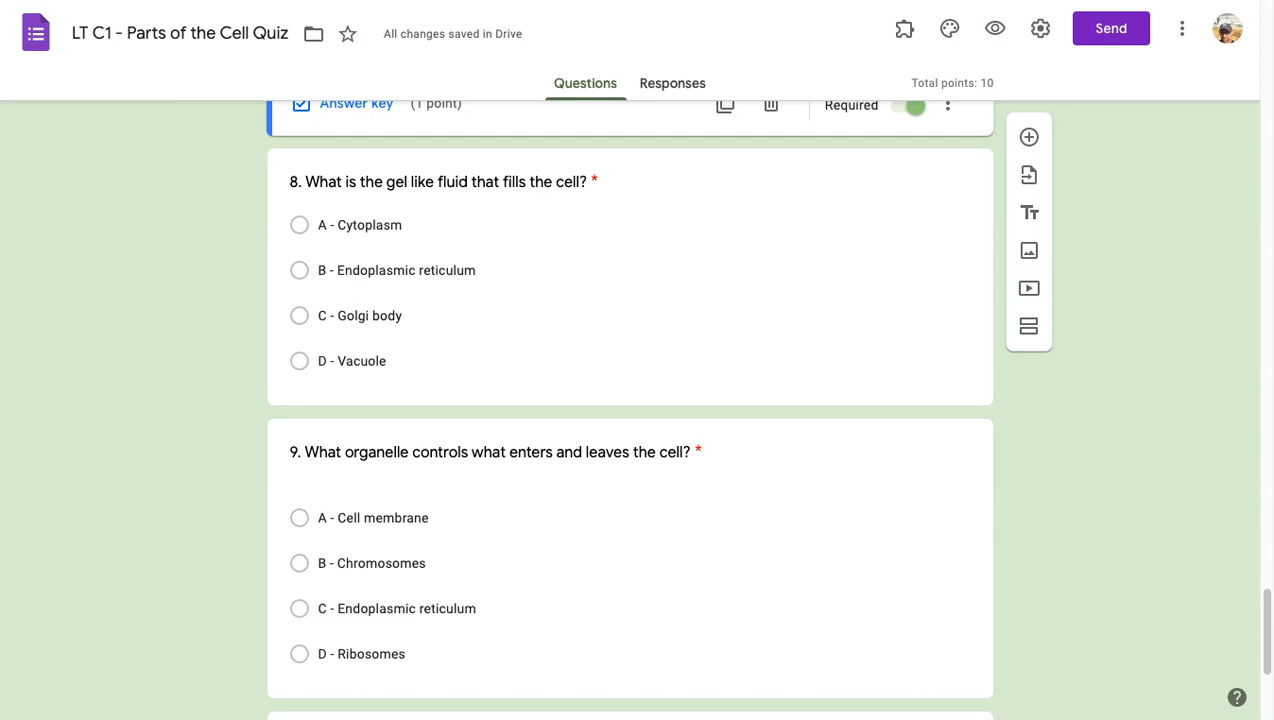 LT C1 - Parts of the Cell Quiz
All changes saved in Drive
Send
Questions
Responses
Total points: 10
Answer key
(1 point)
Required
8. What is the gel like fluid that fills the cell? *
A - Cytoplasm
B - Endoplasmic reticulum
C - Golgi body
D - Vacuole
9. What organelle controls what enters and leaves the cell? *
A - Cell membrane
B - Chromosomes
C - Endoplasmic reticulum
D - Ribosomes